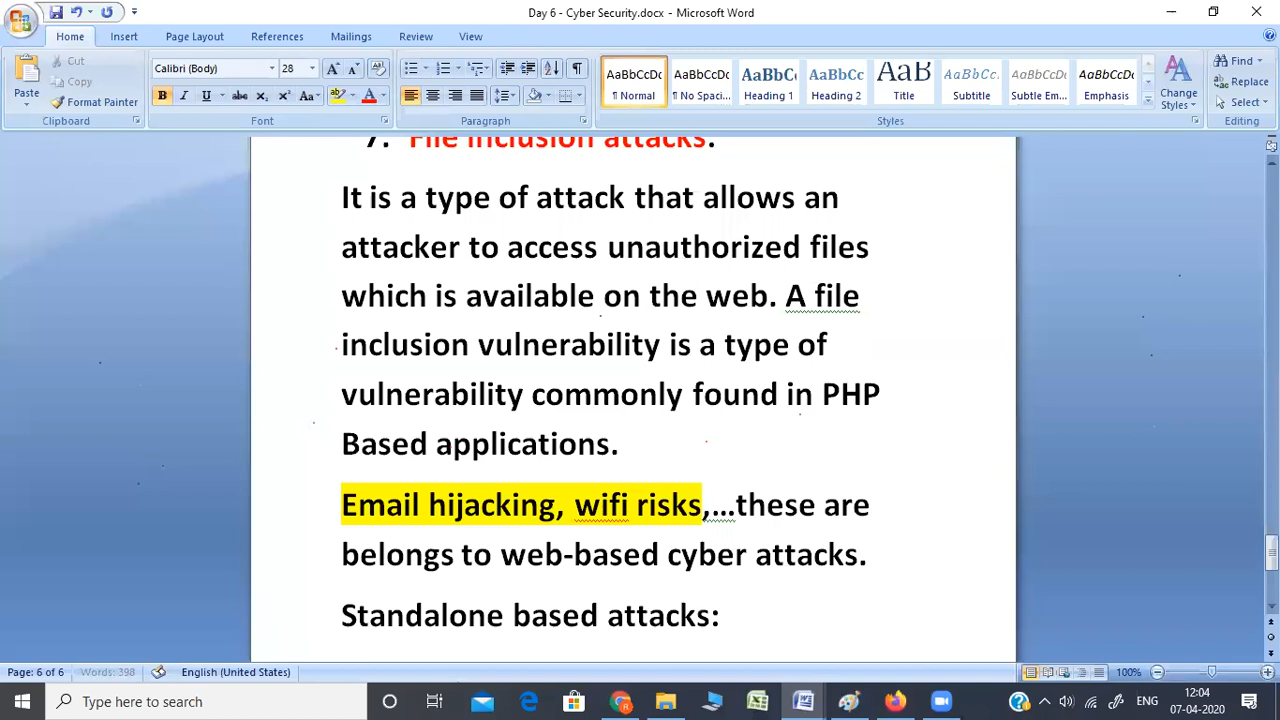 Day 6 - Cyber Security.docx - Microsoft Word
Home Insert Page Layout References Mailings Review View
Paste Cut Copy Format Painter Clipboard
Calibri (Body) 28 Font
Paragraph
AaBbCcDc ¶ Normal
AaBbCcDc ¶ No Spaci...
AaBbCc Heading 1
AaBbCc Heading 2
AaB Title
AaBbCc. Subtitle
AaBbCcDc Subtle Em...
AaBbCcDc Emphasis
Change Styles
Styles
Find
Replace
Select
Editing
7. File inclusion attacks:
It is a type of attack that allows an
attacker to access unauthorized files
which is available on the web. A file
inclusion vulnerability is a type of
vulnerability commonly found in PHP
Based applications.
Email hijacking, wifi risks,...these are
belongs to web-based cyber attacks.
Standalone based attacks:
Page: 6 of 6 Words: 398 English (United States) 100%
Type here to search
ENG
12:04
07-04-2020